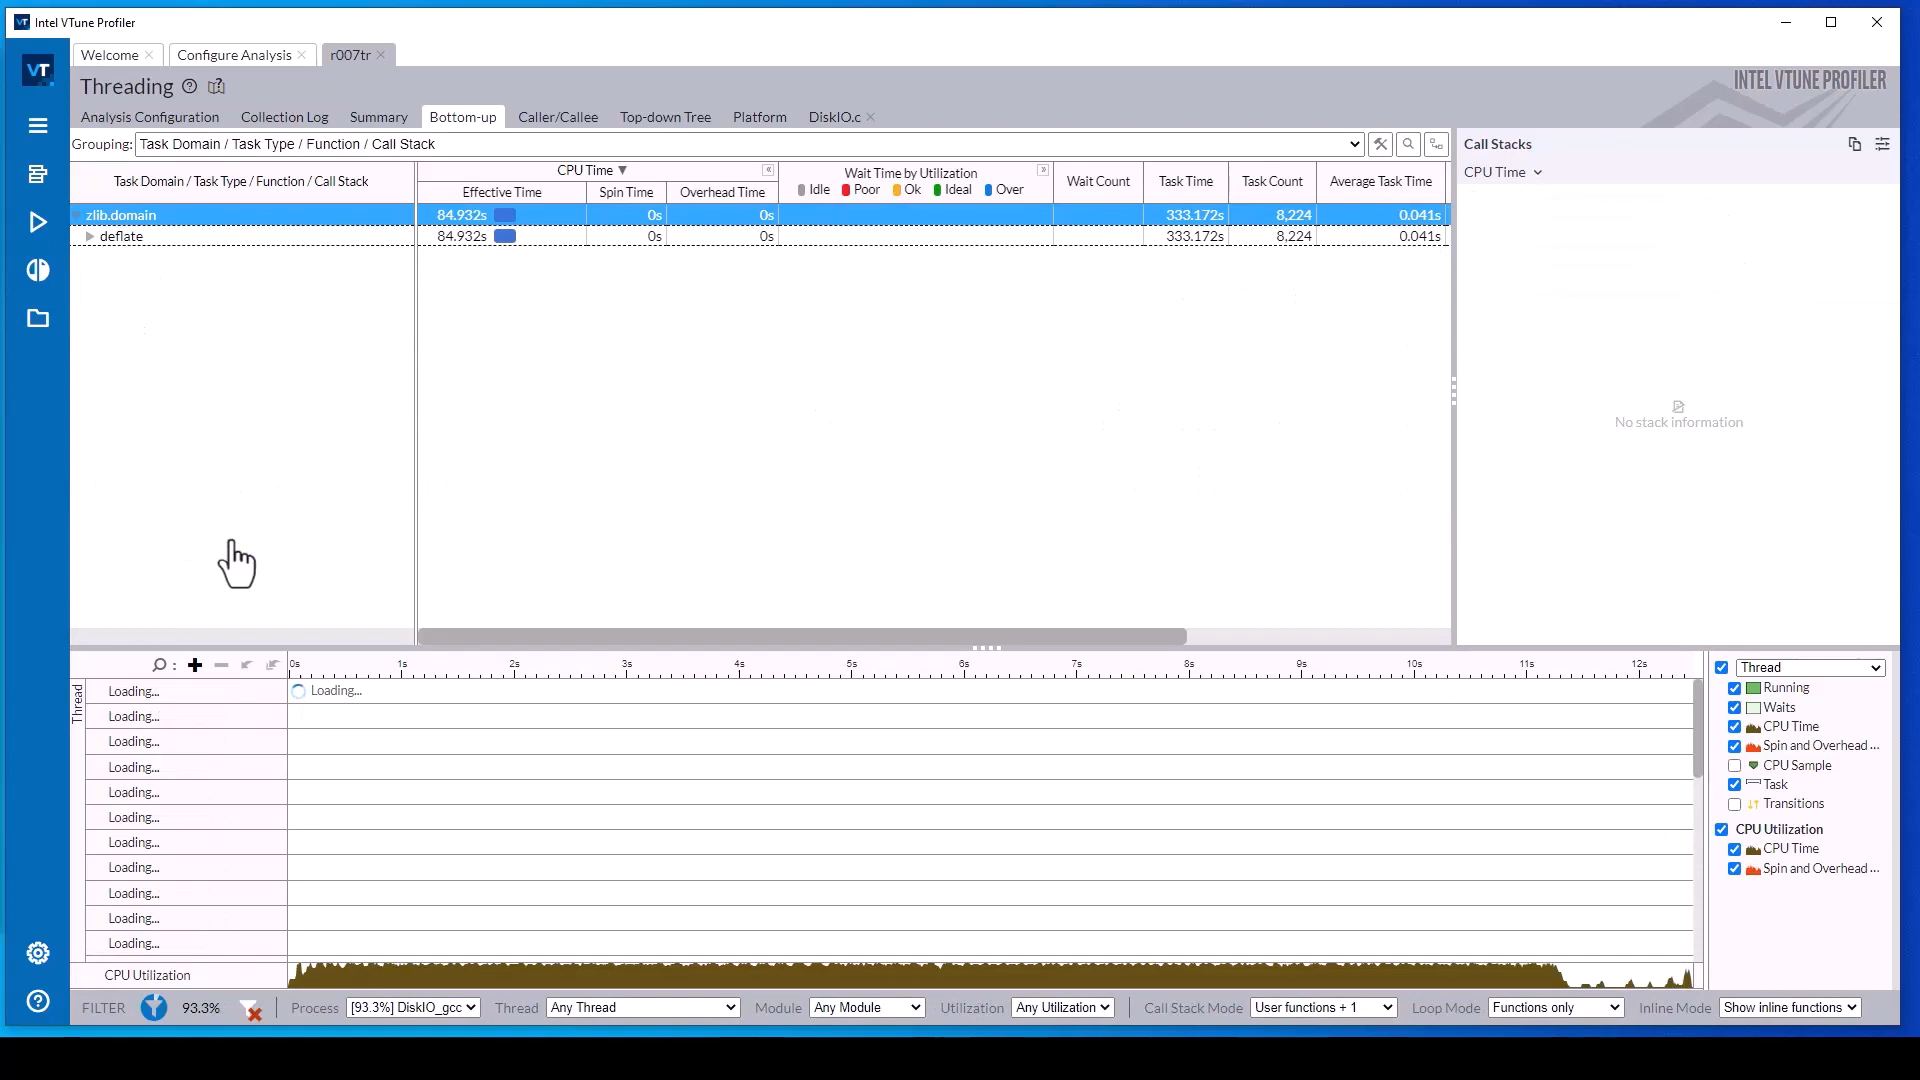 VT Intel VTune Profiler
VT
Welcome
Configure Analysis
r007tr
Threading
INTEL VTUNE PROFILER
Analysis Configuration
Collection Log
Summary
Bottom-up
Caller/Callee
Top-down Tree
Platform
DiskIO.c
Grouping: Task Domain / Task Type / Function / Call Stack
Call Stacks
CPU Time
Task Domain / Task Type / Function / Call Stack
CPU Time
Effective Time
Spin Time
Overhead Time
Wait Time by Utilization
Idle Poor Ok Ideal Over
Wait Count
Task Time
Task Count
Average Task Time
zlib.domain 84.932s 0s 0s 333.172s 8,224 0.041s
deflate 84.932s 0s 0s 333.172s 8,224 0.041s
No stack information
0s 1s 2s 3s 4s 5s 6s 7s 8s 9s 10s 11s 12s
Thread
Loading... Loading...
Loading...
Loading...
Loading...
Loading...
Loading...
Loading...
Loading...
Loading...
Loading...
Loading...
CPU Utilization
Thread
Running
Waits
CPU Time
Spin and Overhead ...
CPU Sample
Task
Transitions
CPU Utilization
CPU Time
Spin and Overhead ...
FILTER 93.3% Process [93.3%] DiskIO_gcc Thread Any Thread Module Any Module Utilization Any Utilization Call Stack Mode User functions + 1 Loop Mode Functions only Inline Mode Show inline functions